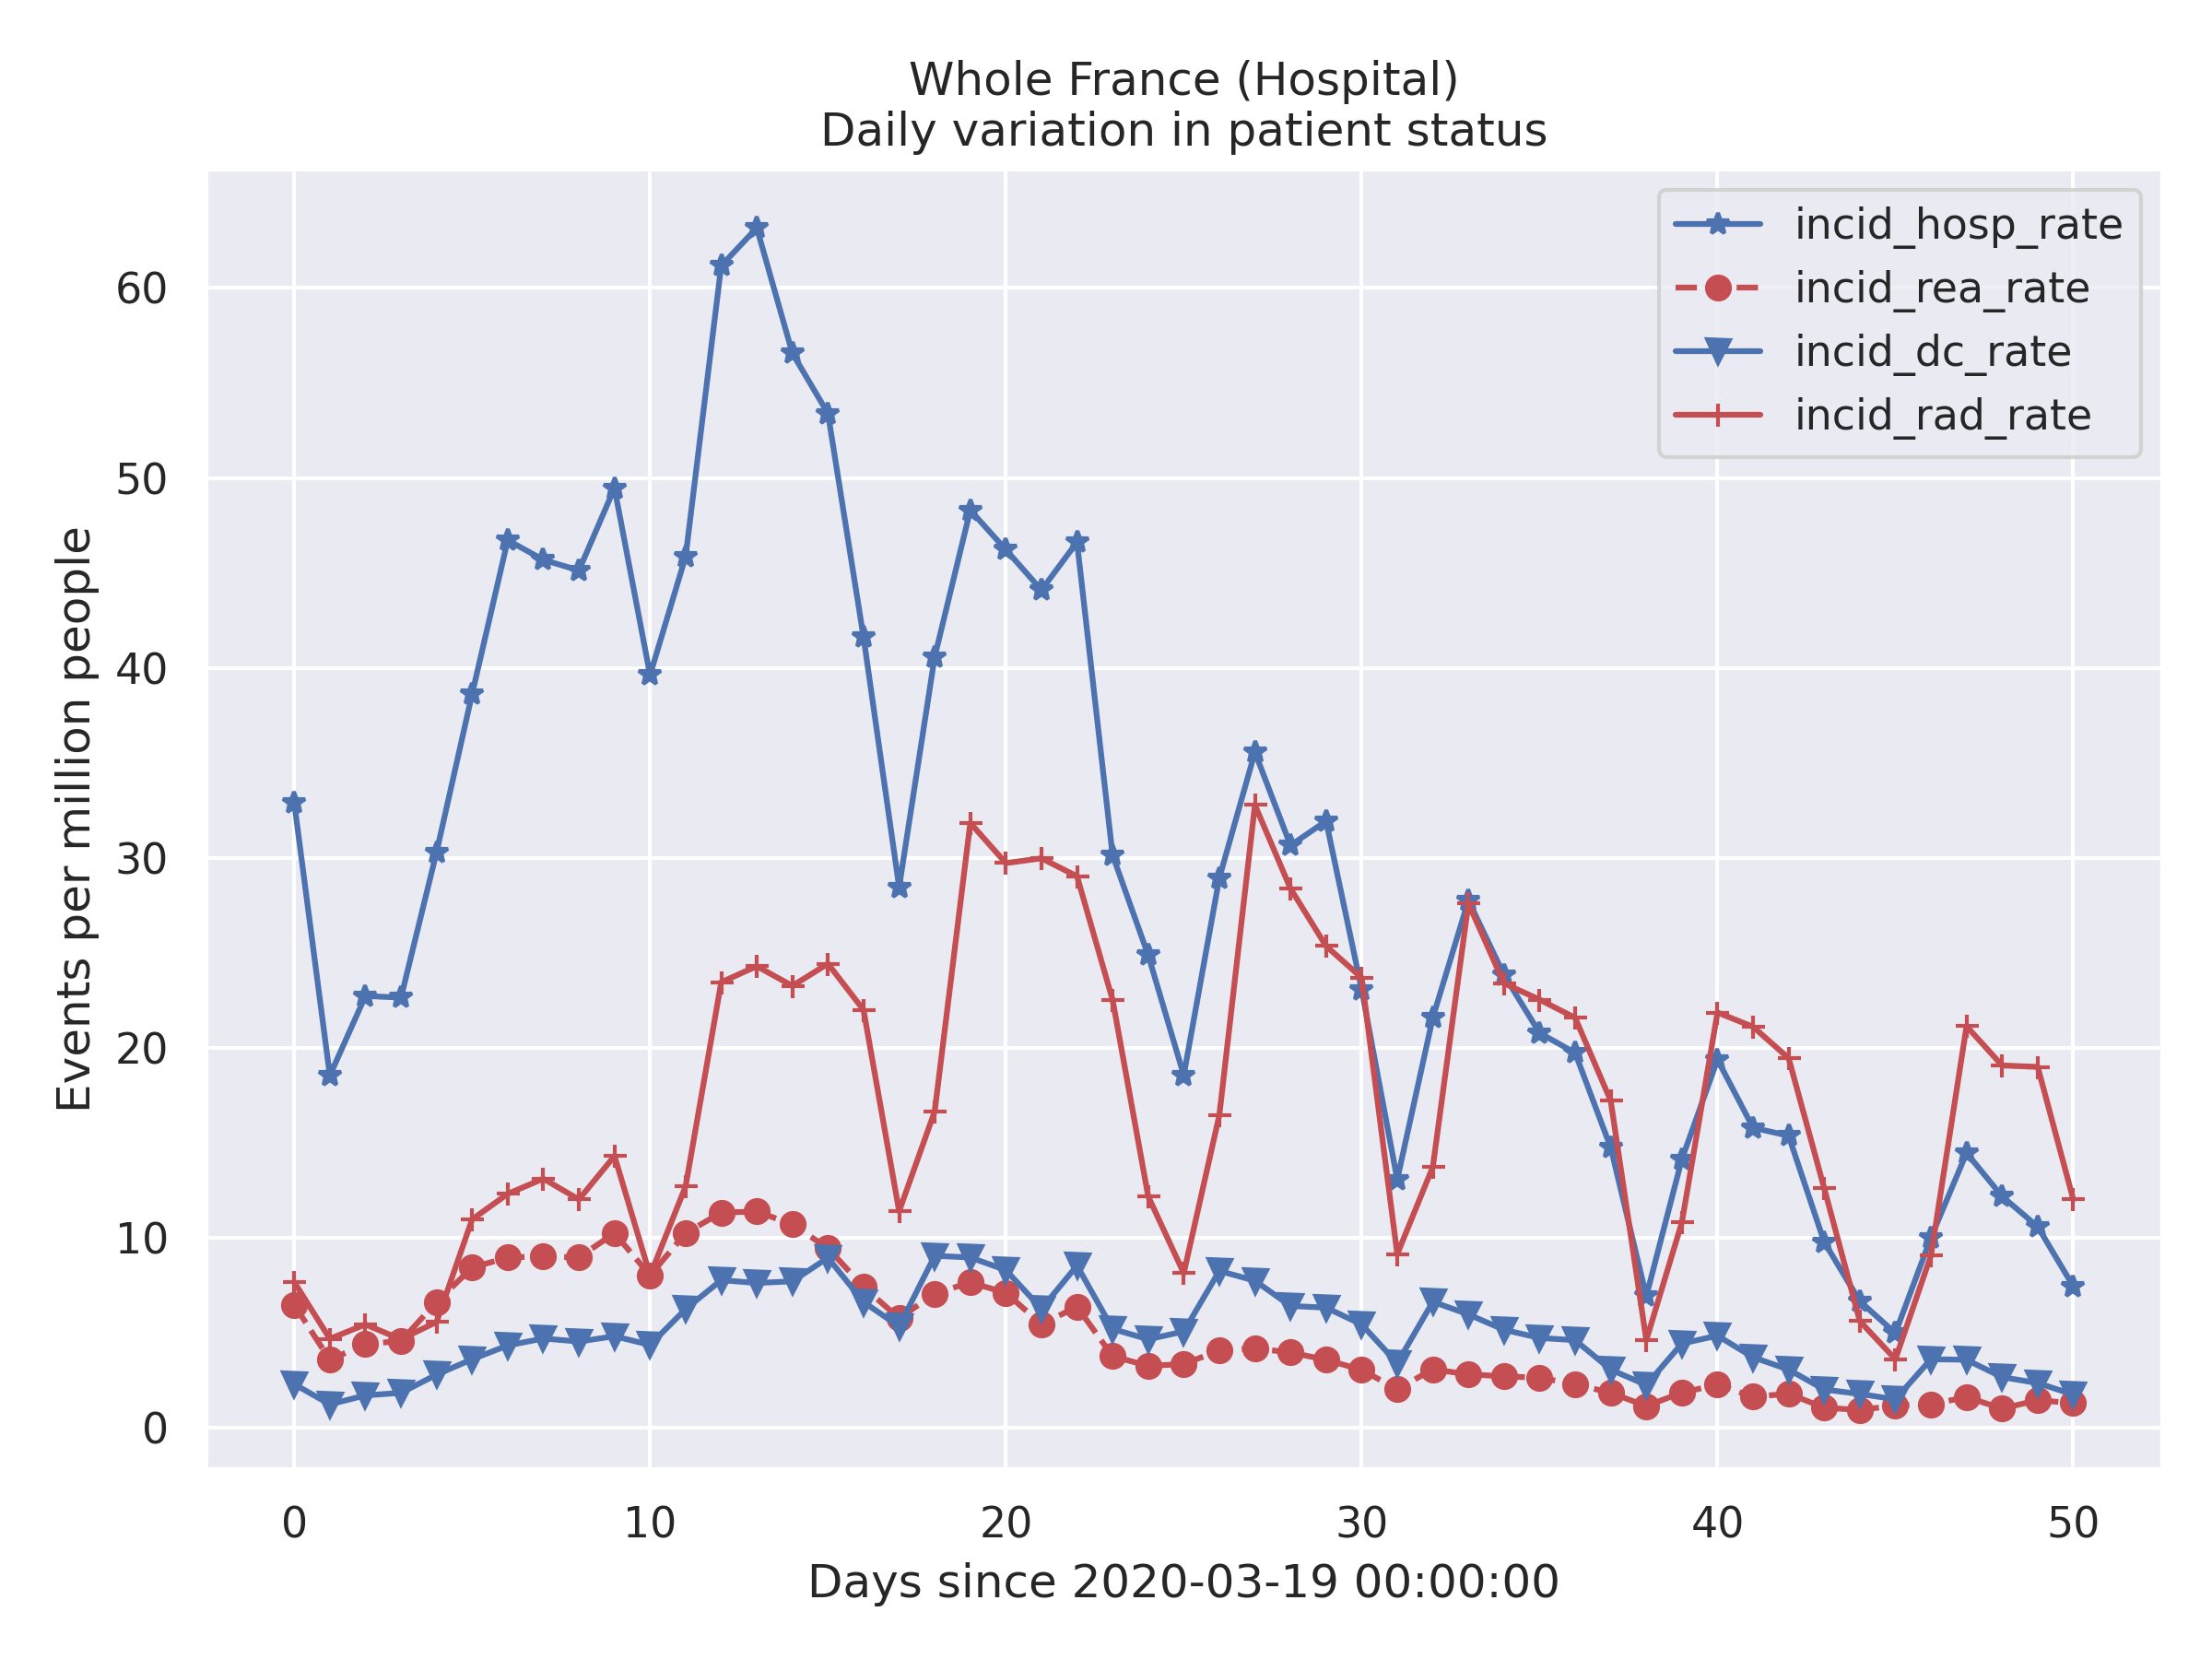 Whole France (Hospital)
Daily variation in patient status
incid_hosp_rate
incid_rea_rate
incid_dc_rate
incid_rad_rate
Events per million people
60
50
40
30
20
10
0
0 10 20 30 40 50
Days since 2020-03-19 00:00:00